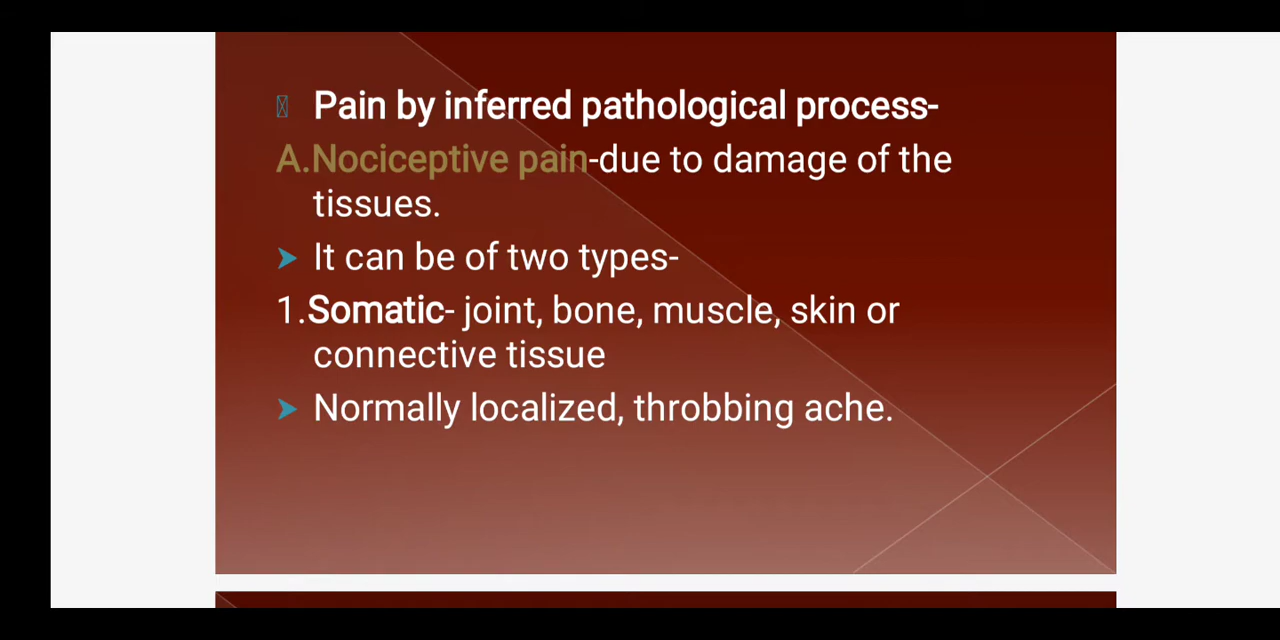 Pain by inferred pathological process-
A.Nociceptive pain-due to damage of the
tissues.
➤ It can be of two types-
1.Somatic- joint, bone, muscle, skin or
connective tissue
➤ Normally localized, throbbing ache.